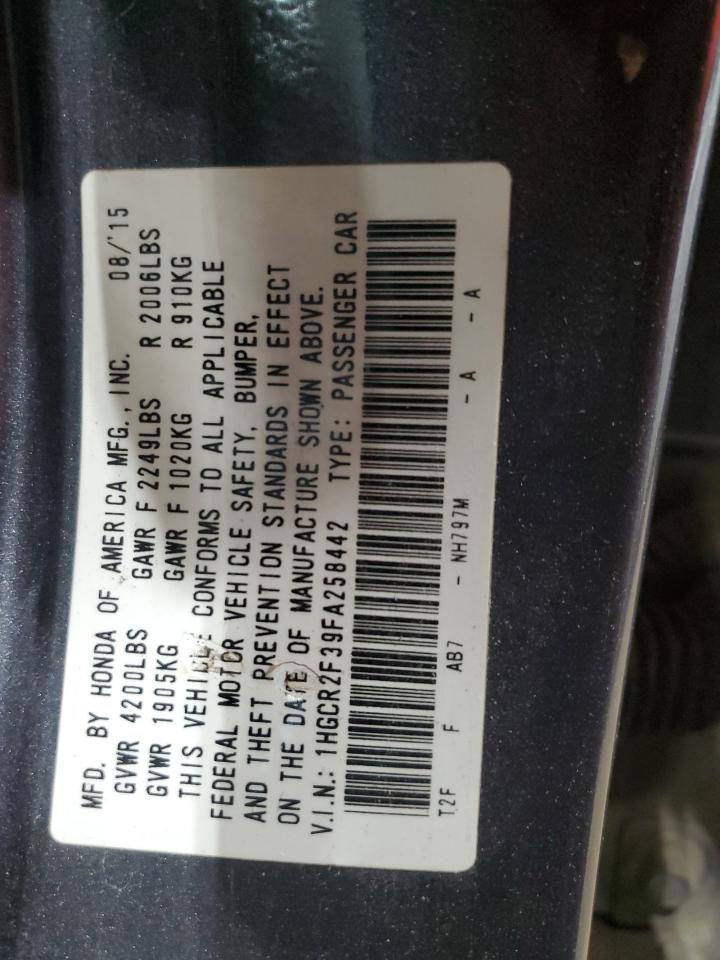 MFD. BY HONDA OF AMERICA MFG., INC. 08/'15
GVWR 4200LBS GAWR F 2249LBS R 2006LBS
GVWR 1905KG GAWR F 1020KG R 910KG
THIS VEHICLE CONFORMS TO ALL APPLICABLE
FEDERAL MOTOR VEHICLE SAFETY, BUMPER,
AND THEFT PREVENTION STANDARDS IN EFFECT
ON THE DATE OF MANUFACTURE SHOWN ABOVE.
V.I.N.: 1HGCR2F39FA258442 TYPE: PASSENGER CAR
T2F F AB7 - NH797M - A - A